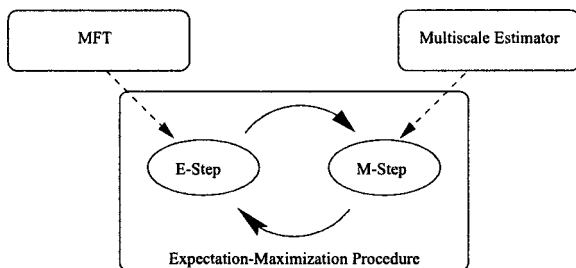 MFT
Multiscale Estimator
E-Step
M-Step
Expectation-Maximization Procedure